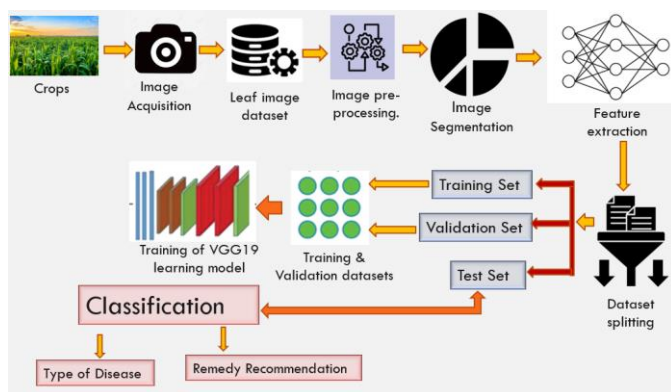 Crops
Image
Acquisition
Leaf image
dataset
Image pre-
processing.
Image
Segmentation
Feature
extraction
Training Set
Validation Set
Test Set
Dataset
splitting
Training &
Validation datasets
Training of VGG19
learning model
Classification
Type of Disease
Remedy Recommendation